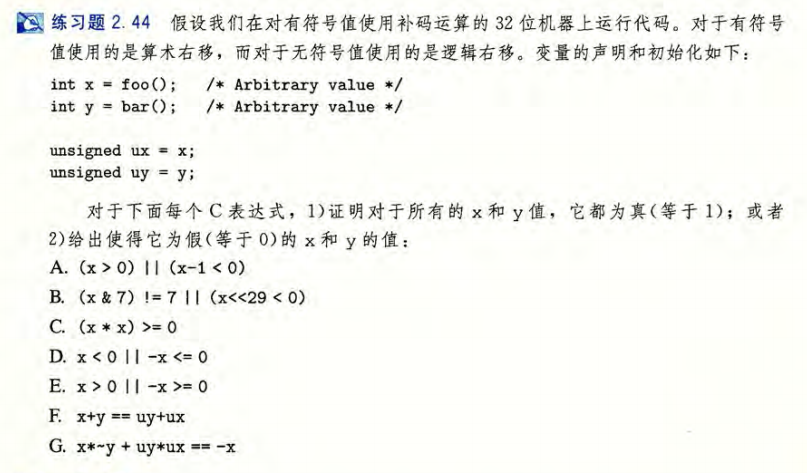 练习题 2.44 假设我们在对有符号值使用补码运算的 32 位机器上运行代码。对于有符号
值使用的是算术右移，而对于无符号值使用的是逻辑右移。变量的声明和初始化如下：
int x = foo();   /* Arbitrary value */
int y = bar();   /* Arbitrary value */
unsigned ux = x;
unsigned uy = y;
对于下面每个 C 表达式，1)证明对于所有的 x 和 y 值，它都为真(等于 1)；或者
2)给出使得它为假(等于 0)的 x 和 y 的值：
A. (x > 0) || (x-1 < 0)
B. (x & 7) != 7 || (x<<29 < 0)
C. (x * x) >= 0
D. x < 0 || -x <= 0
E. x > 0 || -x >= 0
F. x+y == uy+ux
G. x*~y + uy*ux == -x